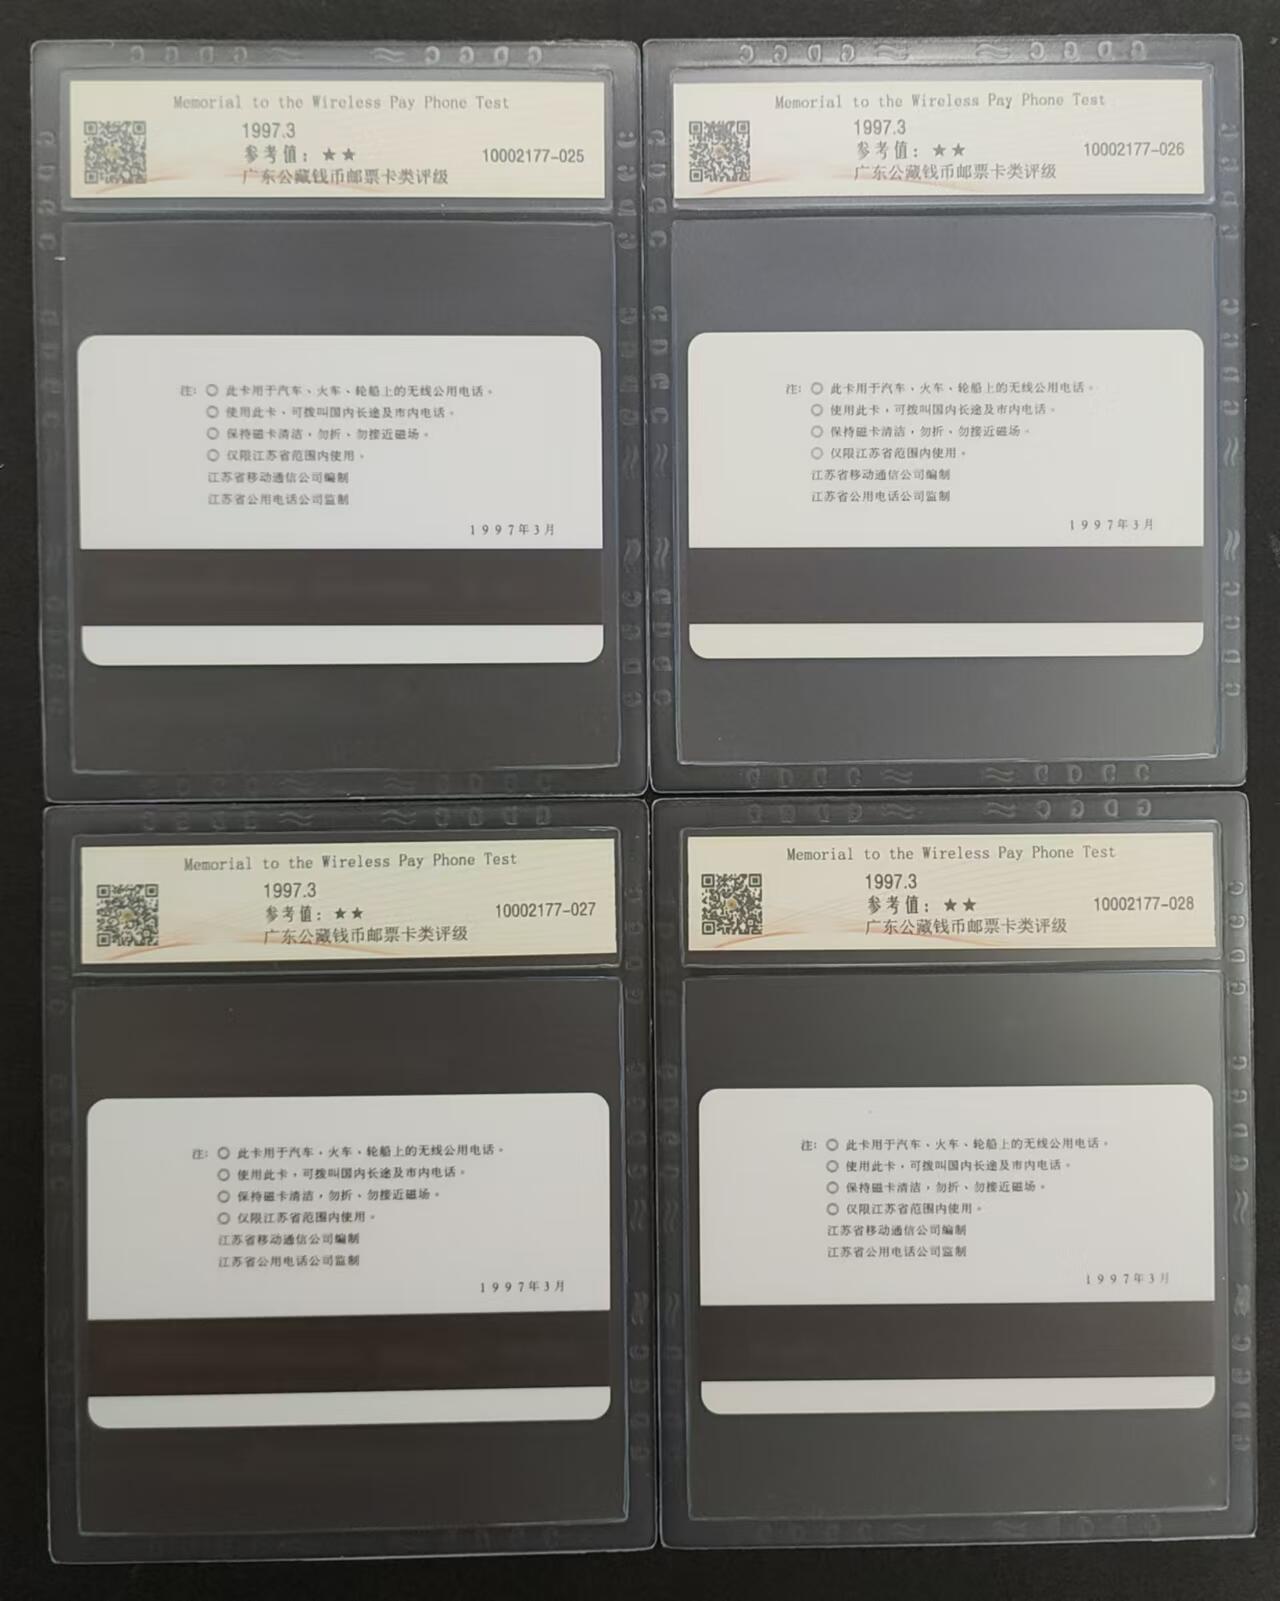 Memorial to the Wireless Pay Phone Test
1997.3
参考值：★★
10002177-025
广东公藏钱币邮票卡类评级
注：◎ 此卡用于汽车、火车、轮船上的无线公用电话。
◎ 使用此卡、可拨叫国内长途及市内电话。
◎ 保持磁卡清洁，勿折、勿接近磁场。
◎ 仅限江苏省范围内使用。
江苏省移动通信公司编制
江苏省公用电话公司监制
1997年3月
Memorial to the Wireless Pay Phone Test
1997.3
参考值：★★
10002177-026
广东公藏钱币邮票卡类评级
注：◎ 此卡用于汽车、火车、轮船上的无线公用电话。
◎ 使用此卡，可拨叫国内长途及市内电话。
◎ 保持磁卡清洁，勿折、勿接近磁场。
◎ 仅限江苏省范围内使用。
江苏省移动通信公司编制
江苏省公用电话公司监制
1997年3月
Memorial to the Wireless Pay Phone Test
1997.3
参考值：★★
10002177-027
广东公藏钱币邮票卡类评级
注：◎ 此卡用于汽车、火车、轮船上的无线公用电话。
◎ 使用此卡，可拨叫国内长途及市内电话。
◎ 保持磁卡清洁，勿折、勿接近磁场。
◎ 仅限江苏省范围内使用。
江苏省移动通信公司编制
江苏省公用电话公司监制
1997年3月
Memorial to the Wireless Pay Phone Test
1997.3
参考值：★★
10002177-028
广东公藏钱币邮票卡类评级
注：◎ 此卡用于汽车、火车、轮船上的无线公用电话。
◎ 使用此卡，可拨叫国内长途及市内电话。
◎ 保持磁卡清洁，勿折、勿接近磁场。
◎ 仅限江苏省范围内使用。
江苏省移动通信公司编制
江苏省公用电话公司监制
1997年3月